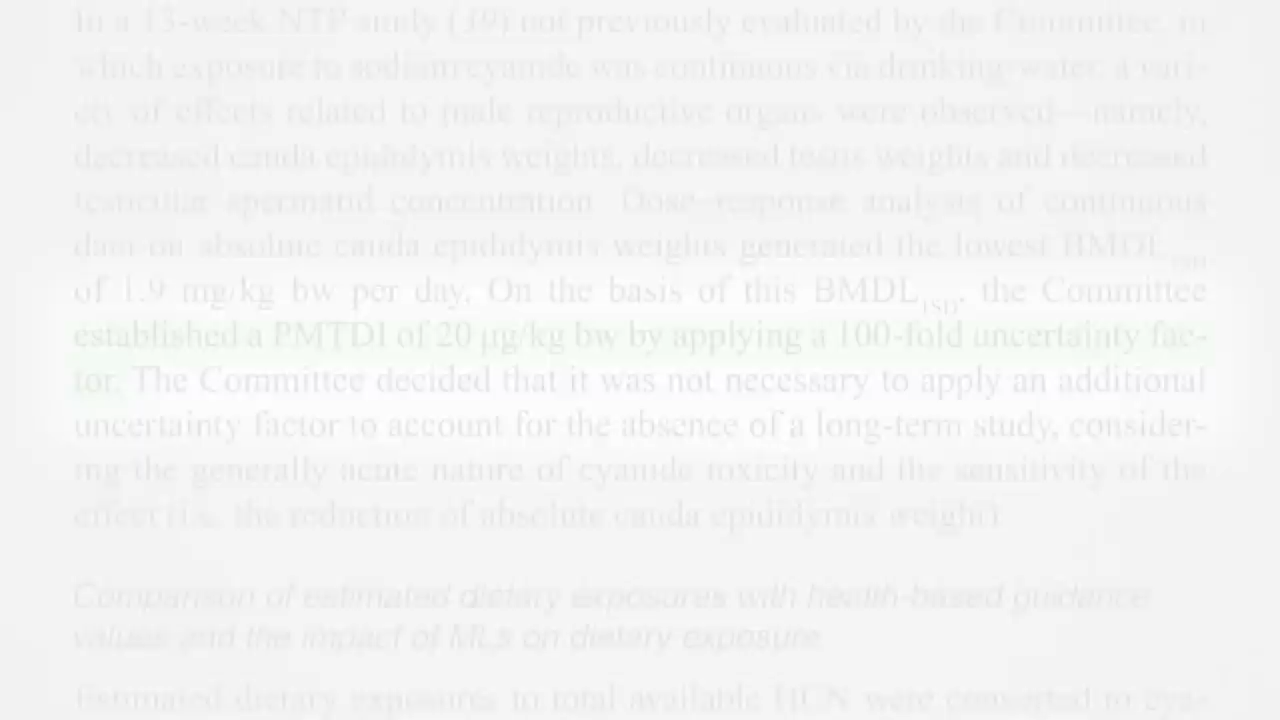 In a 13-week NTP study (39) not previously evaluated by the Committee, in
which exposure to sodium cyanide was continuous via drinking-water, a vari-
ety of effects related to male reproductive organs were observed—namely,
decreased cauda epididymis weights, decreased testis weights and decreased
testicular spermatid concentration. Dose–response analysis of continuous
data on absolute cauda epididymis weights generated the lowest BMDL1SD
of 1.9 mg/kg bw per day. On the basis of this BMDL1SD, the Committee
established a PMTDI of 20 µg/kg bw by applying a 100-fold uncertainty fac-
tor. The Committee decided that it was not necessary to apply an additional
uncertainty factor to account for the absence of a long-term study, consider-
ing the generally acute nature of cyanide toxicity and the sensitivity of the
effect (i.e. the reduction of absolute cauda epididymis weight).
Comparison of estimated dietary exposures with health-based guidance
values and the impact of MLs on dietary exposure
Estimated dietary exposures to total available HCN were converted to cya-